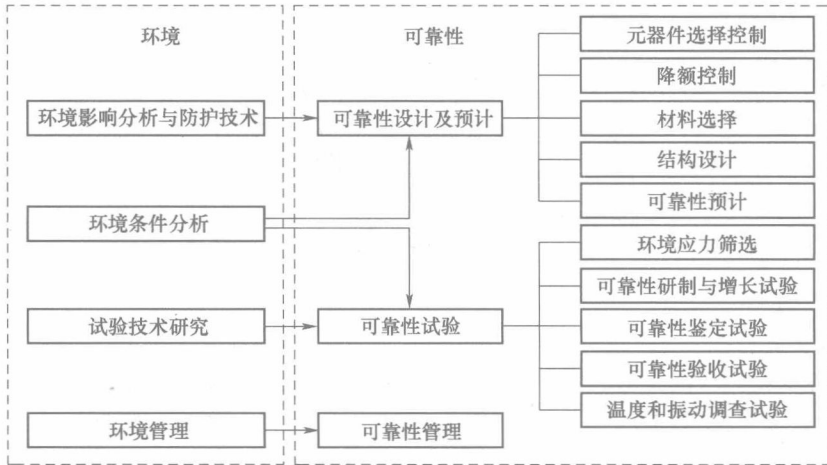 环境
可靠性
环境影响分析与防护技术
环境条件分析
试验技术研究
环境管理
可靠性设计及预计
可靠性试验
可靠性管理
元器件选择控制
降额控制
材料选择
结构设计
可靠性预计
环境应力筛选
可靠性研制与增长试验
可靠性鉴定试验
可靠性验收试验
温度和振动调查试验